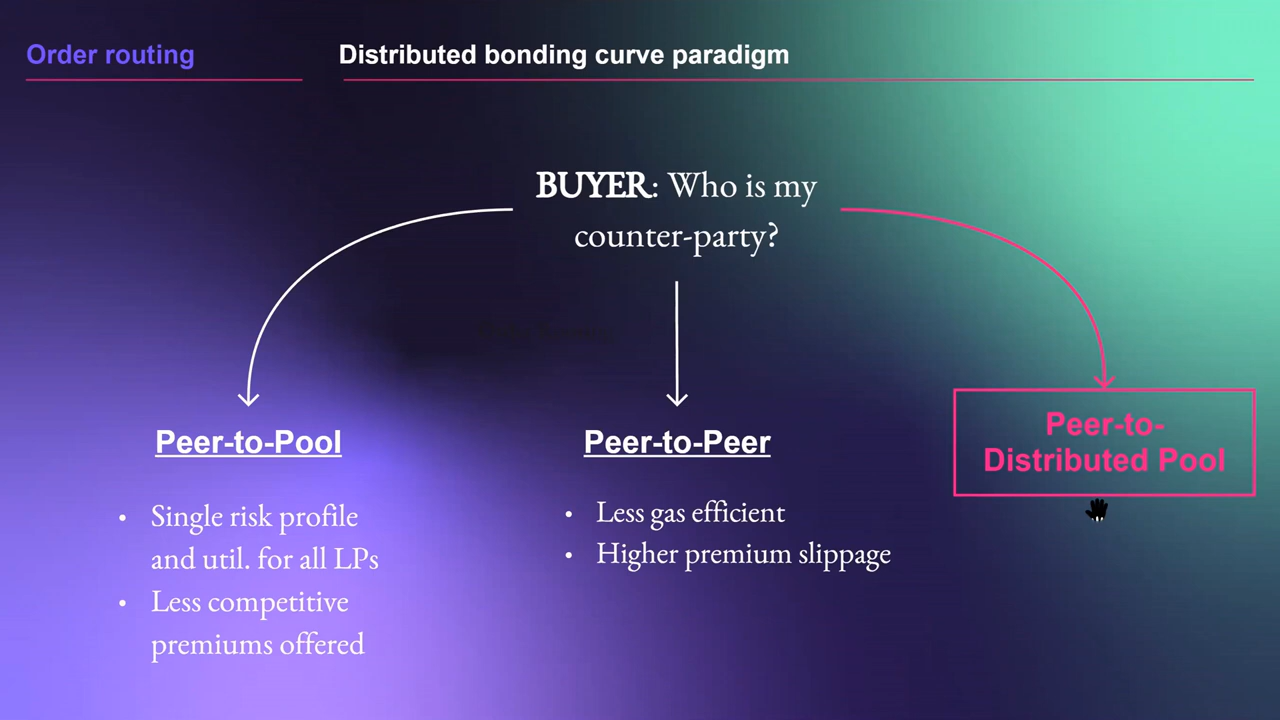 Order routing
Distributed bonding curve paradigm
BUYER: Who is my
counter-party?
Peer-to-Pool
• Single risk profile
and util. for all LPs
• Less competitive
premiums offered
Peer-to-Peer
• Less gas efficient
• Higher premium slippage
Peer-to-
Distributed Pool